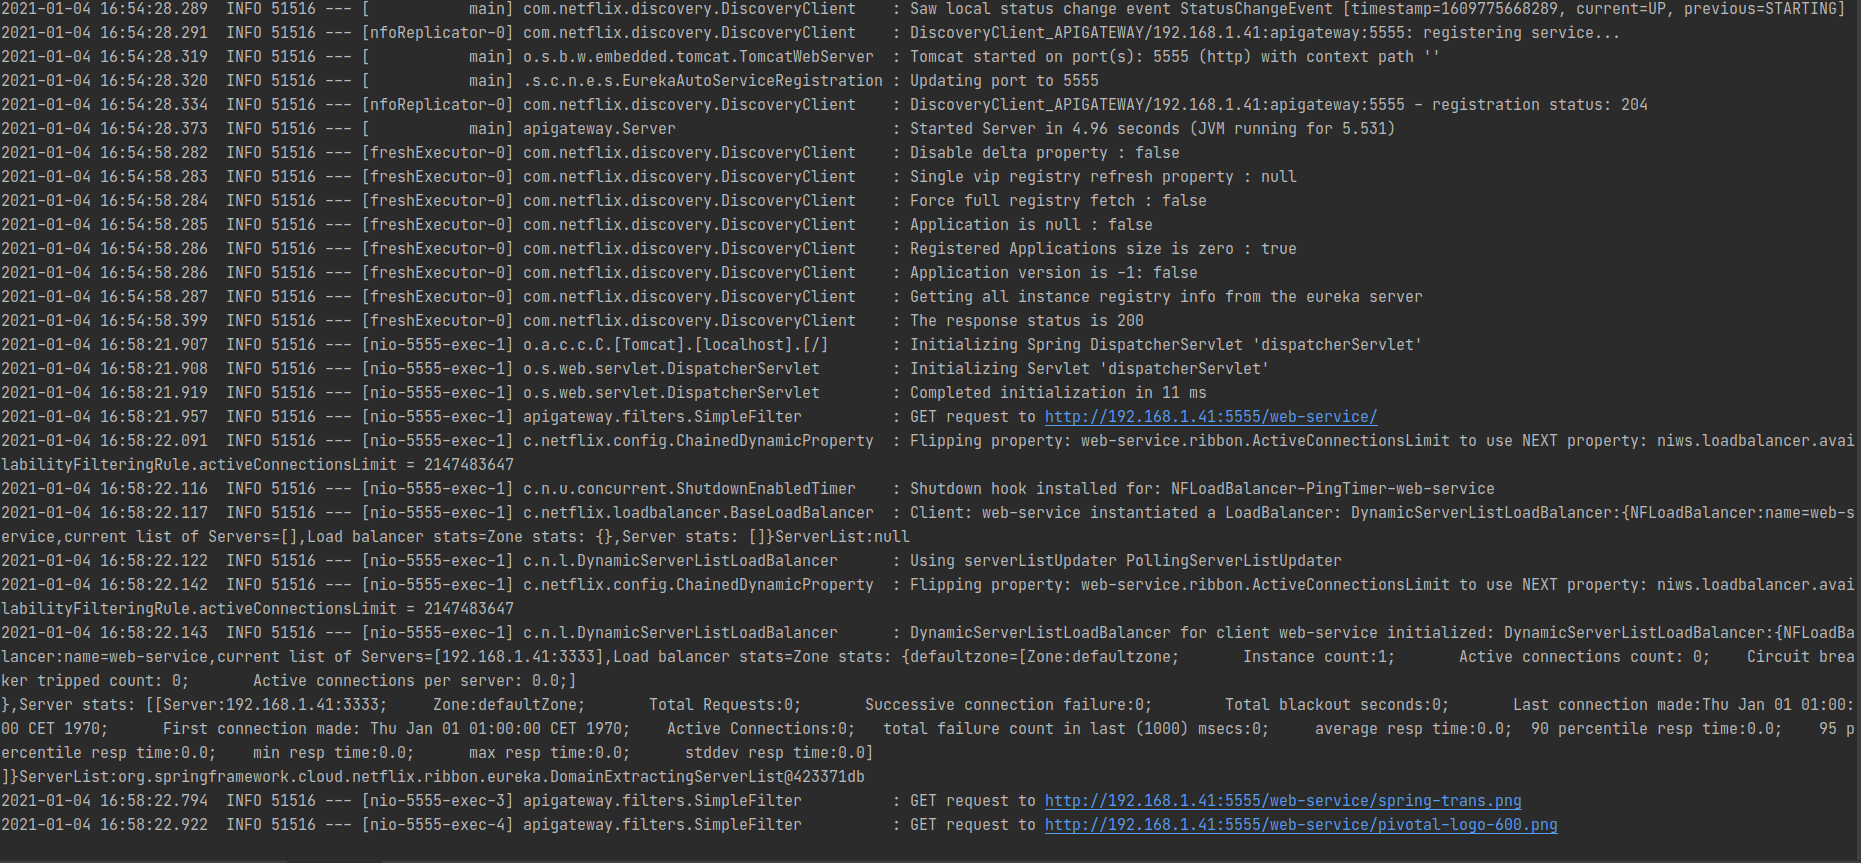 2021-01-04 16:54:28.289  INFO 51516 --- [           main] com.netflix.discovery.DiscoveryClient    : Saw local status change event StatusChangeEvent [timestamp=1609775668289, current=UP, previous=STARTING]
2021-01-04 16:54:28.291  INFO 51516 --- [nfoReplicator-0] com.netflix.discovery.DiscoveryClient    : DiscoveryClient_APIGATEWAY/192.168.1.41:apigateway:5555: registering service...
2021-01-04 16:54:28.319  INFO 51516 --- [           main] o.s.b.w.embedded.tomcat.TomcatWebServer  : Tomcat started on port(s): 5555 (http) with context path ''
2021-01-04 16:54:28.320  INFO 51516 --- [           main] .s.c.n.e.s.EurekaAutoServiceRegistration : Updating port to 5555
2021-01-04 16:54:28.334  INFO 51516 --- [nfoReplicator-0] com.netflix.discovery.DiscoveryClient    : DiscoveryClient_APIGATEWAY/192.168.1.41:apigateway:5555 - registration status: 204
2021-01-04 16:54:28.373  INFO 51516 --- [           main] apigateway.Server                        : Started Server in 4.96 seconds (JVM running for 5.531)
2021-01-04 16:54:58.282  INFO 51516 --- [freshExecutor-0] com.netflix.discovery.DiscoveryClient    : Disable delta property : false
2021-01-04 16:54:58.283  INFO 51516 --- [freshExecutor-0] com.netflix.discovery.DiscoveryClient    : Single vip registry refresh property : null
2021-01-04 16:54:58.284  INFO 51516 --- [freshExecutor-0] com.netflix.discovery.DiscoveryClient    : Force full registry fetch : false
2021-01-04 16:54:58.285  INFO 51516 --- [freshExecutor-0] com.netflix.discovery.DiscoveryClient    : Application is null : false
2021-01-04 16:54:58.286  INFO 51516 --- [freshExecutor-0] com.netflix.discovery.DiscoveryClient    : Registered Applications size is zero : true
2021-01-04 16:54:58.286  INFO 51516 --- [freshExecutor-0] com.netflix.discovery.DiscoveryClient    : Application version is -1: false
2021-01-04 16:54:58.287  INFO 51516 --- [freshExecutor-0] com.netflix.discovery.DiscoveryClient    : Getting all instance registry info from the eureka server
2021-01-04 16:54:58.399  INFO 51516 --- [freshExecutor-0] com.netflix.discovery.DiscoveryClient    : The response status is 200
2021-01-04 16:58:21.907  INFO 51516 --- [nio-5555-exec-1] o.a.c.c.C.[Tomcat].[localhost].[/]       : Initializing Spring DispatcherServlet 'dispatcherServlet'
2021-01-04 16:58:21.908  INFO 51516 --- [nio-5555-exec-1] o.s.web.servlet.DispatcherServlet        : Initializing Servlet 'dispatcherServlet'
2021-01-04 16:58:21.919  INFO 51516 --- [nio-5555-exec-1] o.s.web.servlet.DispatcherServlet        : Completed initialization in 11 ms
2021-01-04 16:58:21.957  INFO 51516 --- [nio-5555-exec-1] apigateway.filters.SimpleFilter          : GET request to http://192.168.1.41:5555/web-service/
2021-01-04 16:58:22.091  INFO 51516 --- [nio-5555-exec-1] c.netflix.config.ChainedDynamicProperty  : Flipping property: web-service.ribbon.ActiveConnectionsLimit to use NEXT property: niws.loadbalancer.avai
labilityFilteringRule.activeConnectionsLimit = 2147483647
2021-01-04 16:58:22.116  INFO 51516 --- [nio-5555-exec-1] c.n.u.concurrent.ShutdownEnabledTimer    : Shutdown hook installed for: NFLoadBalancer-PingTimer-web-service
2021-01-04 16:58:22.117  INFO 51516 --- [nio-5555-exec-1] c.netflix.loadbalancer.BaseLoadBalancer  : Client: web-service instantiated a LoadBalancer: DynamicServerListLoadBalancer:{NFLoadBalancer:name=web-s
ervice,current list of Servers=[],Load balancer stats=Zone stats: {},Server stats: []}ServerList:null
2021-01-04 16:58:22.122  INFO 51516 --- [nio-5555-exec-1] c.n.l.DynamicServerListLoadBalancer      : Using serverListUpdater PollingServerListUpdater
2021-01-04 16:58:22.142  INFO 51516 --- [nio-5555-exec-1] c.netflix.config.ChainedDynamicProperty  : Flipping property: web-service.ribbon.ActiveConnectionsLimit to use NEXT property: niws.loadbalancer.avai
labilityFilteringRule.activeConnectionsLimit = 2147483647
2021-01-04 16:58:22.143  INFO 51516 --- [nio-5555-exec-1] c.n.l.DynamicServerListLoadBalancer      : DynamicServerListLoadBalancer for client web-service initialized: DynamicServerListLoadBalancer:{NFLoadBa
lancer:name=web-service,current list of Servers=[192.168.1.41:3333],Load balancer stats=Zone stats: {defaultzone=[Zone:defaultzone;       Instance count:1;       Active connections count: 0;    Circuit brea
ker tripped count: 0;       Active connections per server: 0.0;]
},Server stats: [[Server:192.168.1.41:3333;     Zone:defaultZone;       Total Requests:0;       Successive connection failure:0;        Total blackout seconds:0;       Last connection made:Thu Jan 01 01:00:
00 CET 1970;      First connection made: Thu Jan 01 01:00:00 CET 1970;    Active Connections:0;   total failure count in last (1000) msecs:0;     average resp time:0.0;  90 percentile resp time:0.0;    95 p
ercentile resp time:0.0;    min resp time:0.0;      max resp time:0.0;      stddev resp time:0.0]
]}ServerList:org.springframework.cloud.netflix.ribbon.eureka.DomainExtractingServerList@423371db
2021-01-04 16:58:22.794  INFO 51516 --- [nio-5555-exec-3] apigateway.filters.SimpleFilter          : GET request to http://192.168.1.41:5555/web-service/spring-trans.png
2021-01-04 16:58:22.922  INFO 51516 --- [nio-5555-exec-4] apigateway.filters.SimpleFilter          : GET request to http://192.168.1.41:5555/web-service/pivotal-logo-600.png